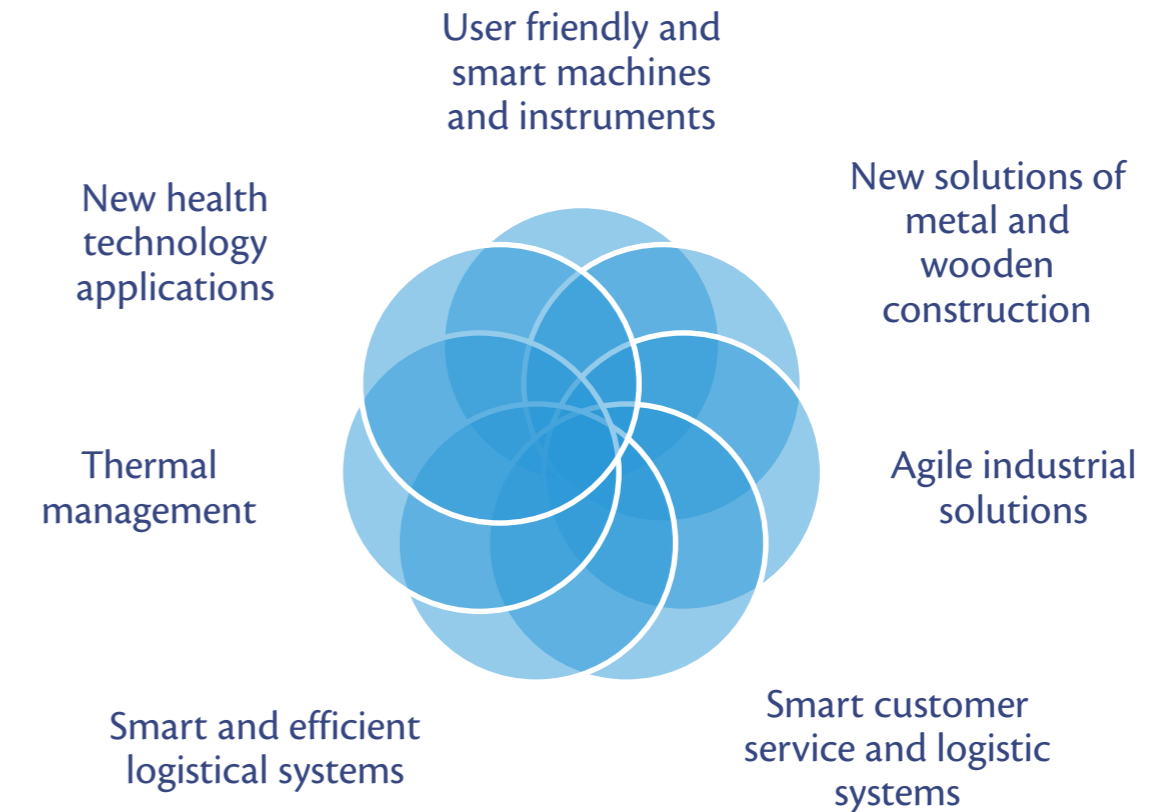 User friendly and
smart machines
and instruments
New solutions of
metal and
wooden
construction
New health
technology
applications
Agile industrial
solutions
Thermal
management
Smart customer
service and logistic
systems
Smart and efficient
logistical systems